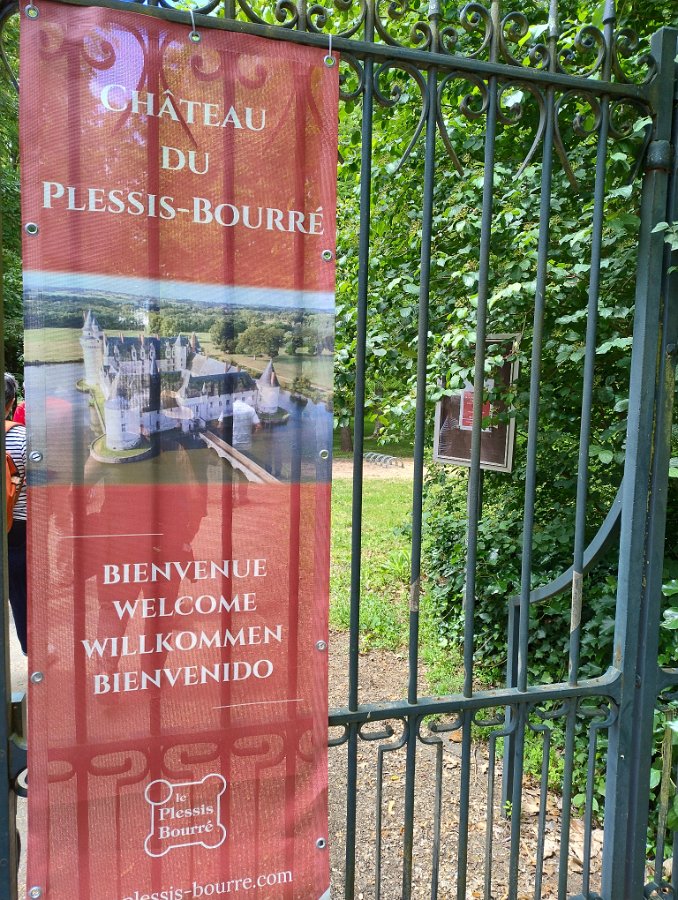 CHÂTEAU
DU
PLESSIS-BOURRÉ
BIENVENUE
WELCOME
WILLKOMMEN
BIENVENIDO
le
Plessis
Bourré
plessis-bourre.com